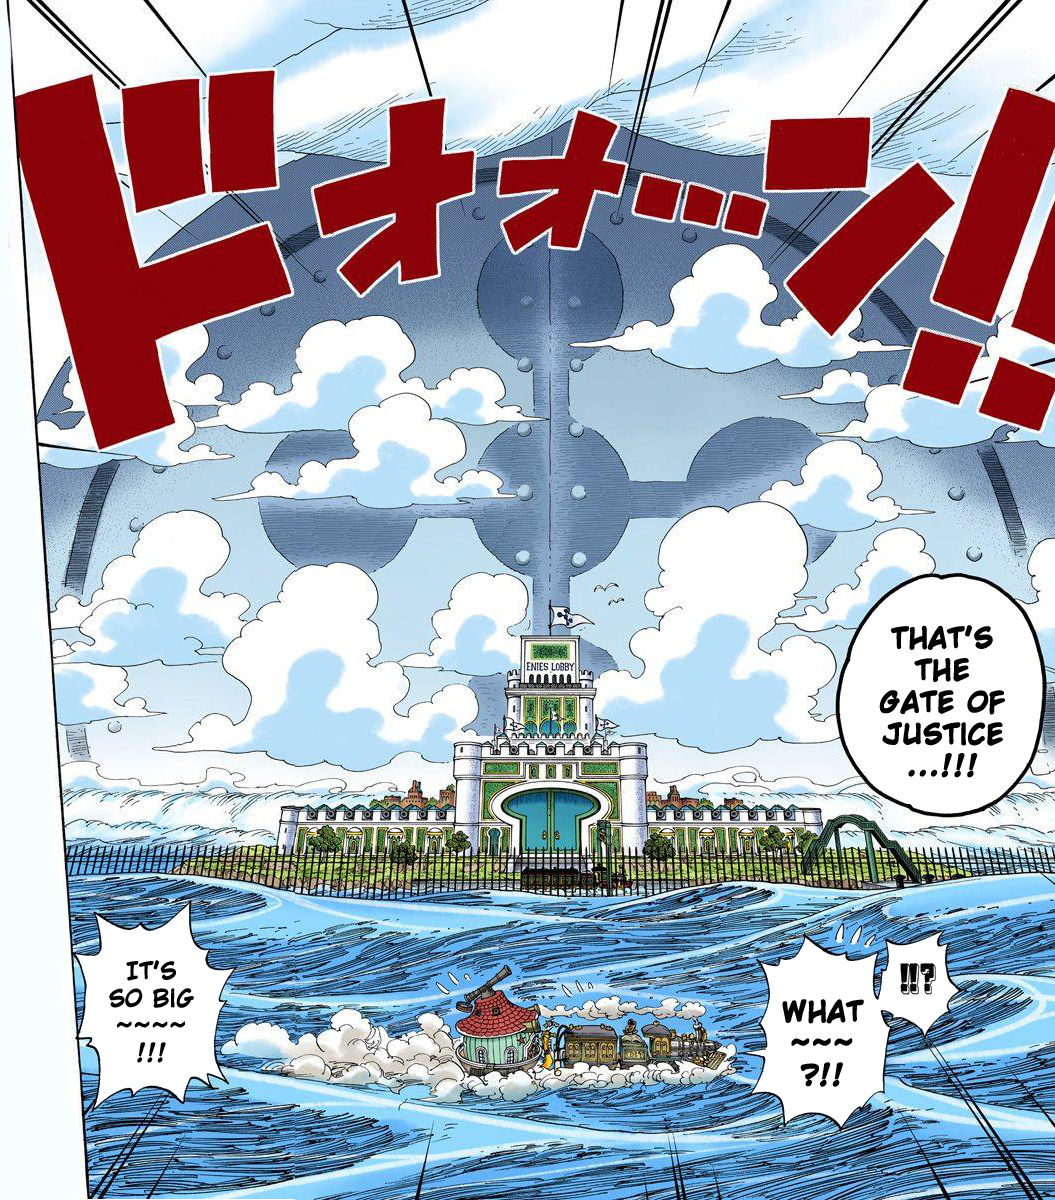 ドオオ…ン!!
ENIES LOBBY
THAT'S
THE
GATE OF
JUSTICE
...!!!
!!?
WHAT
~~~
?!!
IT'S
SO BIG
~~~~
!!!